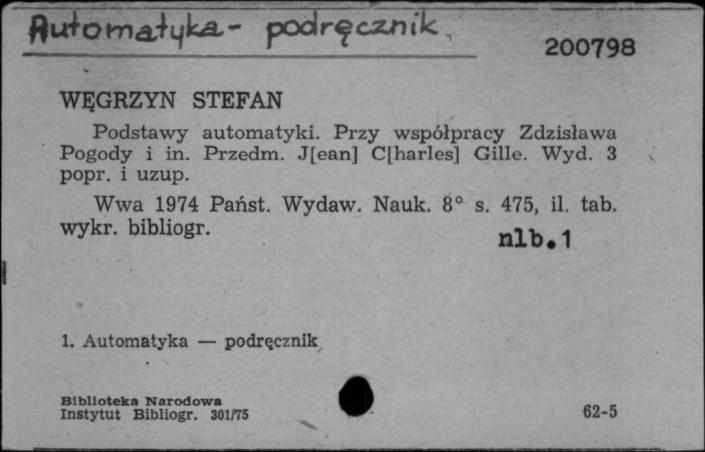 Automatyka - podręcznik
200798
WĘGRZYN STEFAN
Podstawy automatyki. Przy współpracy Zdzisława
Pogody i in. Przedm. J[ean] C[harles] Gille. Wyd. 3
popr. i uzup.
Wwa 1974 Państ. Wydaw. Nauk. 8° s. 475, il. tab.
wykr. bibliogr.
nlb.1
1. Automatyka — podręcznik
Biblioteka Narodowa
Instytut Bibliogr. 301/75
62-5